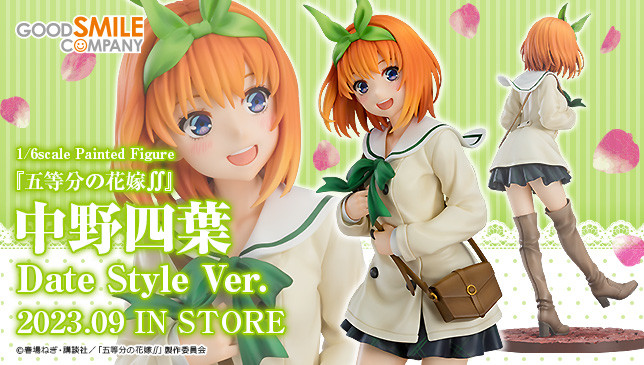 GOOD SMILE
COMPANY
1/6scale Painted Figure
『五等分の花嫁∬』
中野四葉
Date Style Ver.
2023.09 IN STORE
©春場ねぎ・講談社／「五等分の花嫁∬」製作委員会